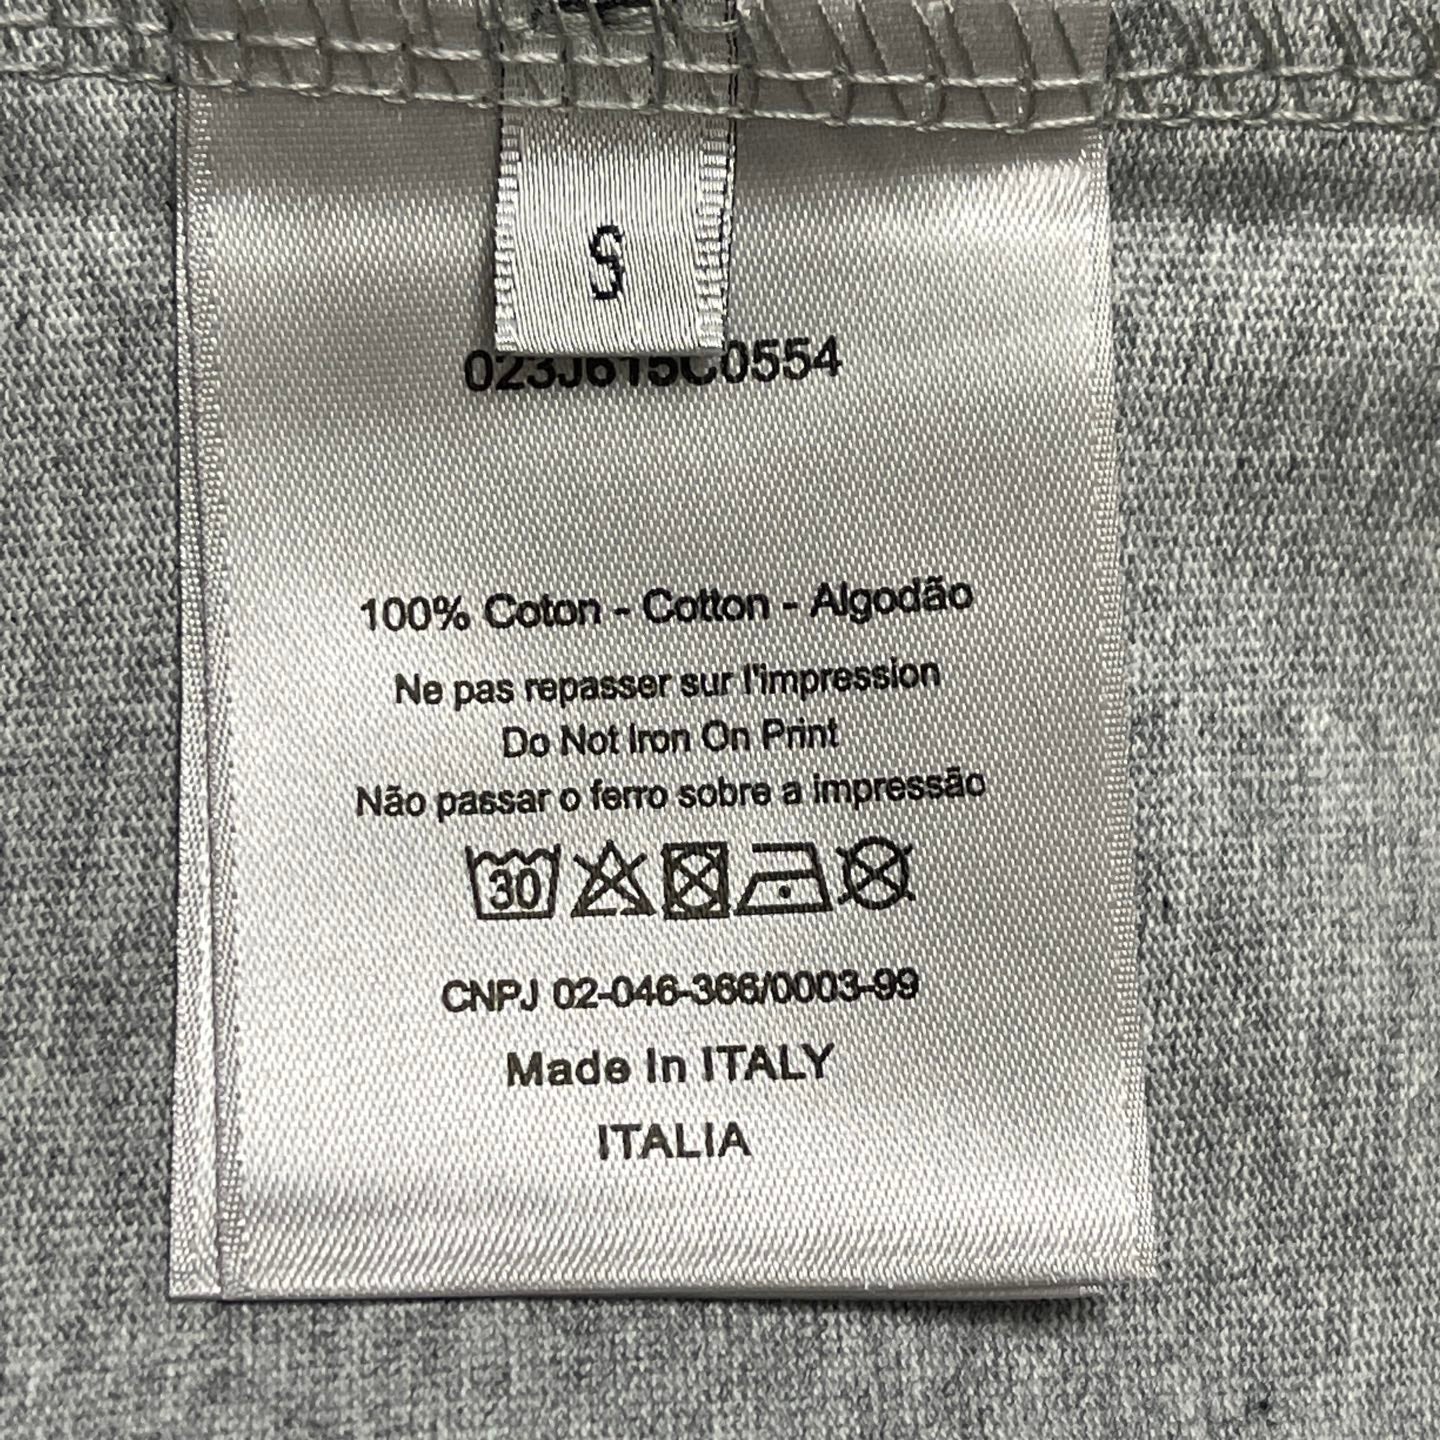 S
023J615C0554
100% Coton - Cotton - Algodão
Ne pas repasser sur l'impression
Do Not Iron On Print
Não passar o ferro sobre a impressão
30
CNPJ 02-046-366/0003-99
Made In ITALY
ITALIA